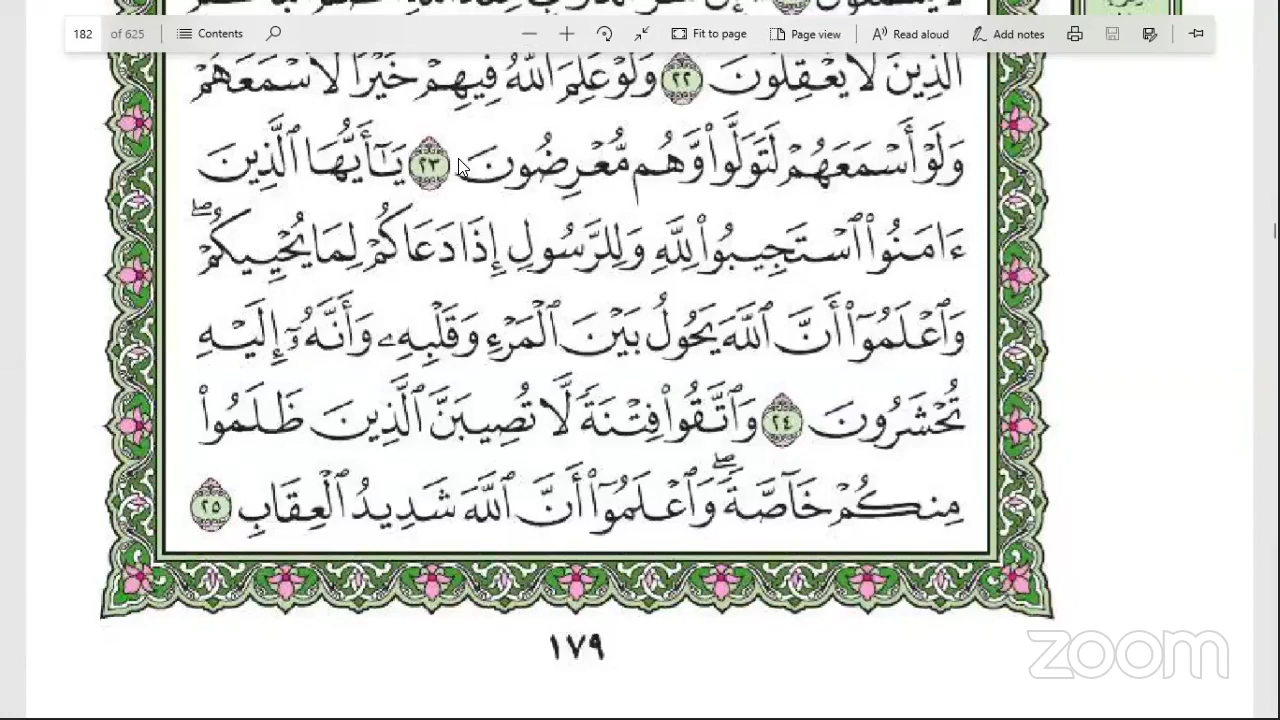 182 of 625 Contents Fit to page Page view Read aloud Add notes
ٱلَّذِينَ لَا يَعْقِلُونَ ٢٢ وَلَوْ عَلِمَ ٱللَّهُ فِيهِمْ خَيْرًا لَّأَسْمَعَهُمْ
وَلَوْ أَسْمَعَهُمْ لَتَوَلَّوا۟ وَّهُم مُّعْرِضُونَ ٢٣ يَـٰٓأَيُّهَا ٱلَّذِينَ
ءَامَنُوا۟ ٱسْتَجِيبُوا۟ لِلَّهِ وَلِلرَّسُولِ إِذَا دَعَاكُمْ لِمَا يُحْيِيكُمْ ۖ
وَٱعْلَمُوٓا۟ أَنَّ ٱللَّهَ يَحُولُ بَيْنَ ٱلْمَرْءِ وَقَلْبِهِۦ وَأَنَّهُۥٓ إِلَيْهِ
تُحْشَرُونَ ٢٤ وَٱتَّقُوا۟ فِتْنَةً لَّا تُصِيبَنَّ ٱلَّذِينَ ظَلَمُوا۟
مِنكُمْ خَآصَّةً ۖ وَٱعْلَمُوٓا۟ أَنَّ ٱللَّهَ شَدِيدُ ٱلْعِقَابِ ٢٥
١٧٩
zoom